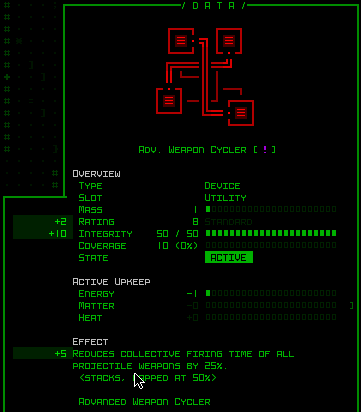 / D A T A /
Adv. Weapon Cycler [!]
Overview
Type Device
Slot Utility
Mass 1
+2 Rating 8 Standard
+10 Integrity 50 / 50
Coverage 10 (0%)
State ACTIVE
Active Upkeep
Energy -1
Matter -0
Heat +0
Effect
+5 Reduces collective firing time of all
projectile weapons by 25%.
<stacks, capped at 50%>
Advanced Weapon Cycler